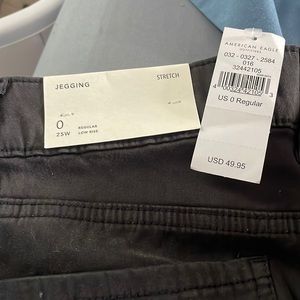 JEGGING
STRETCH
0
25W
REGULAR
LOW RISE
AMERICAN EAGLE
032-0327-2584
016
32442105
US 0 Regular
USD 49.95